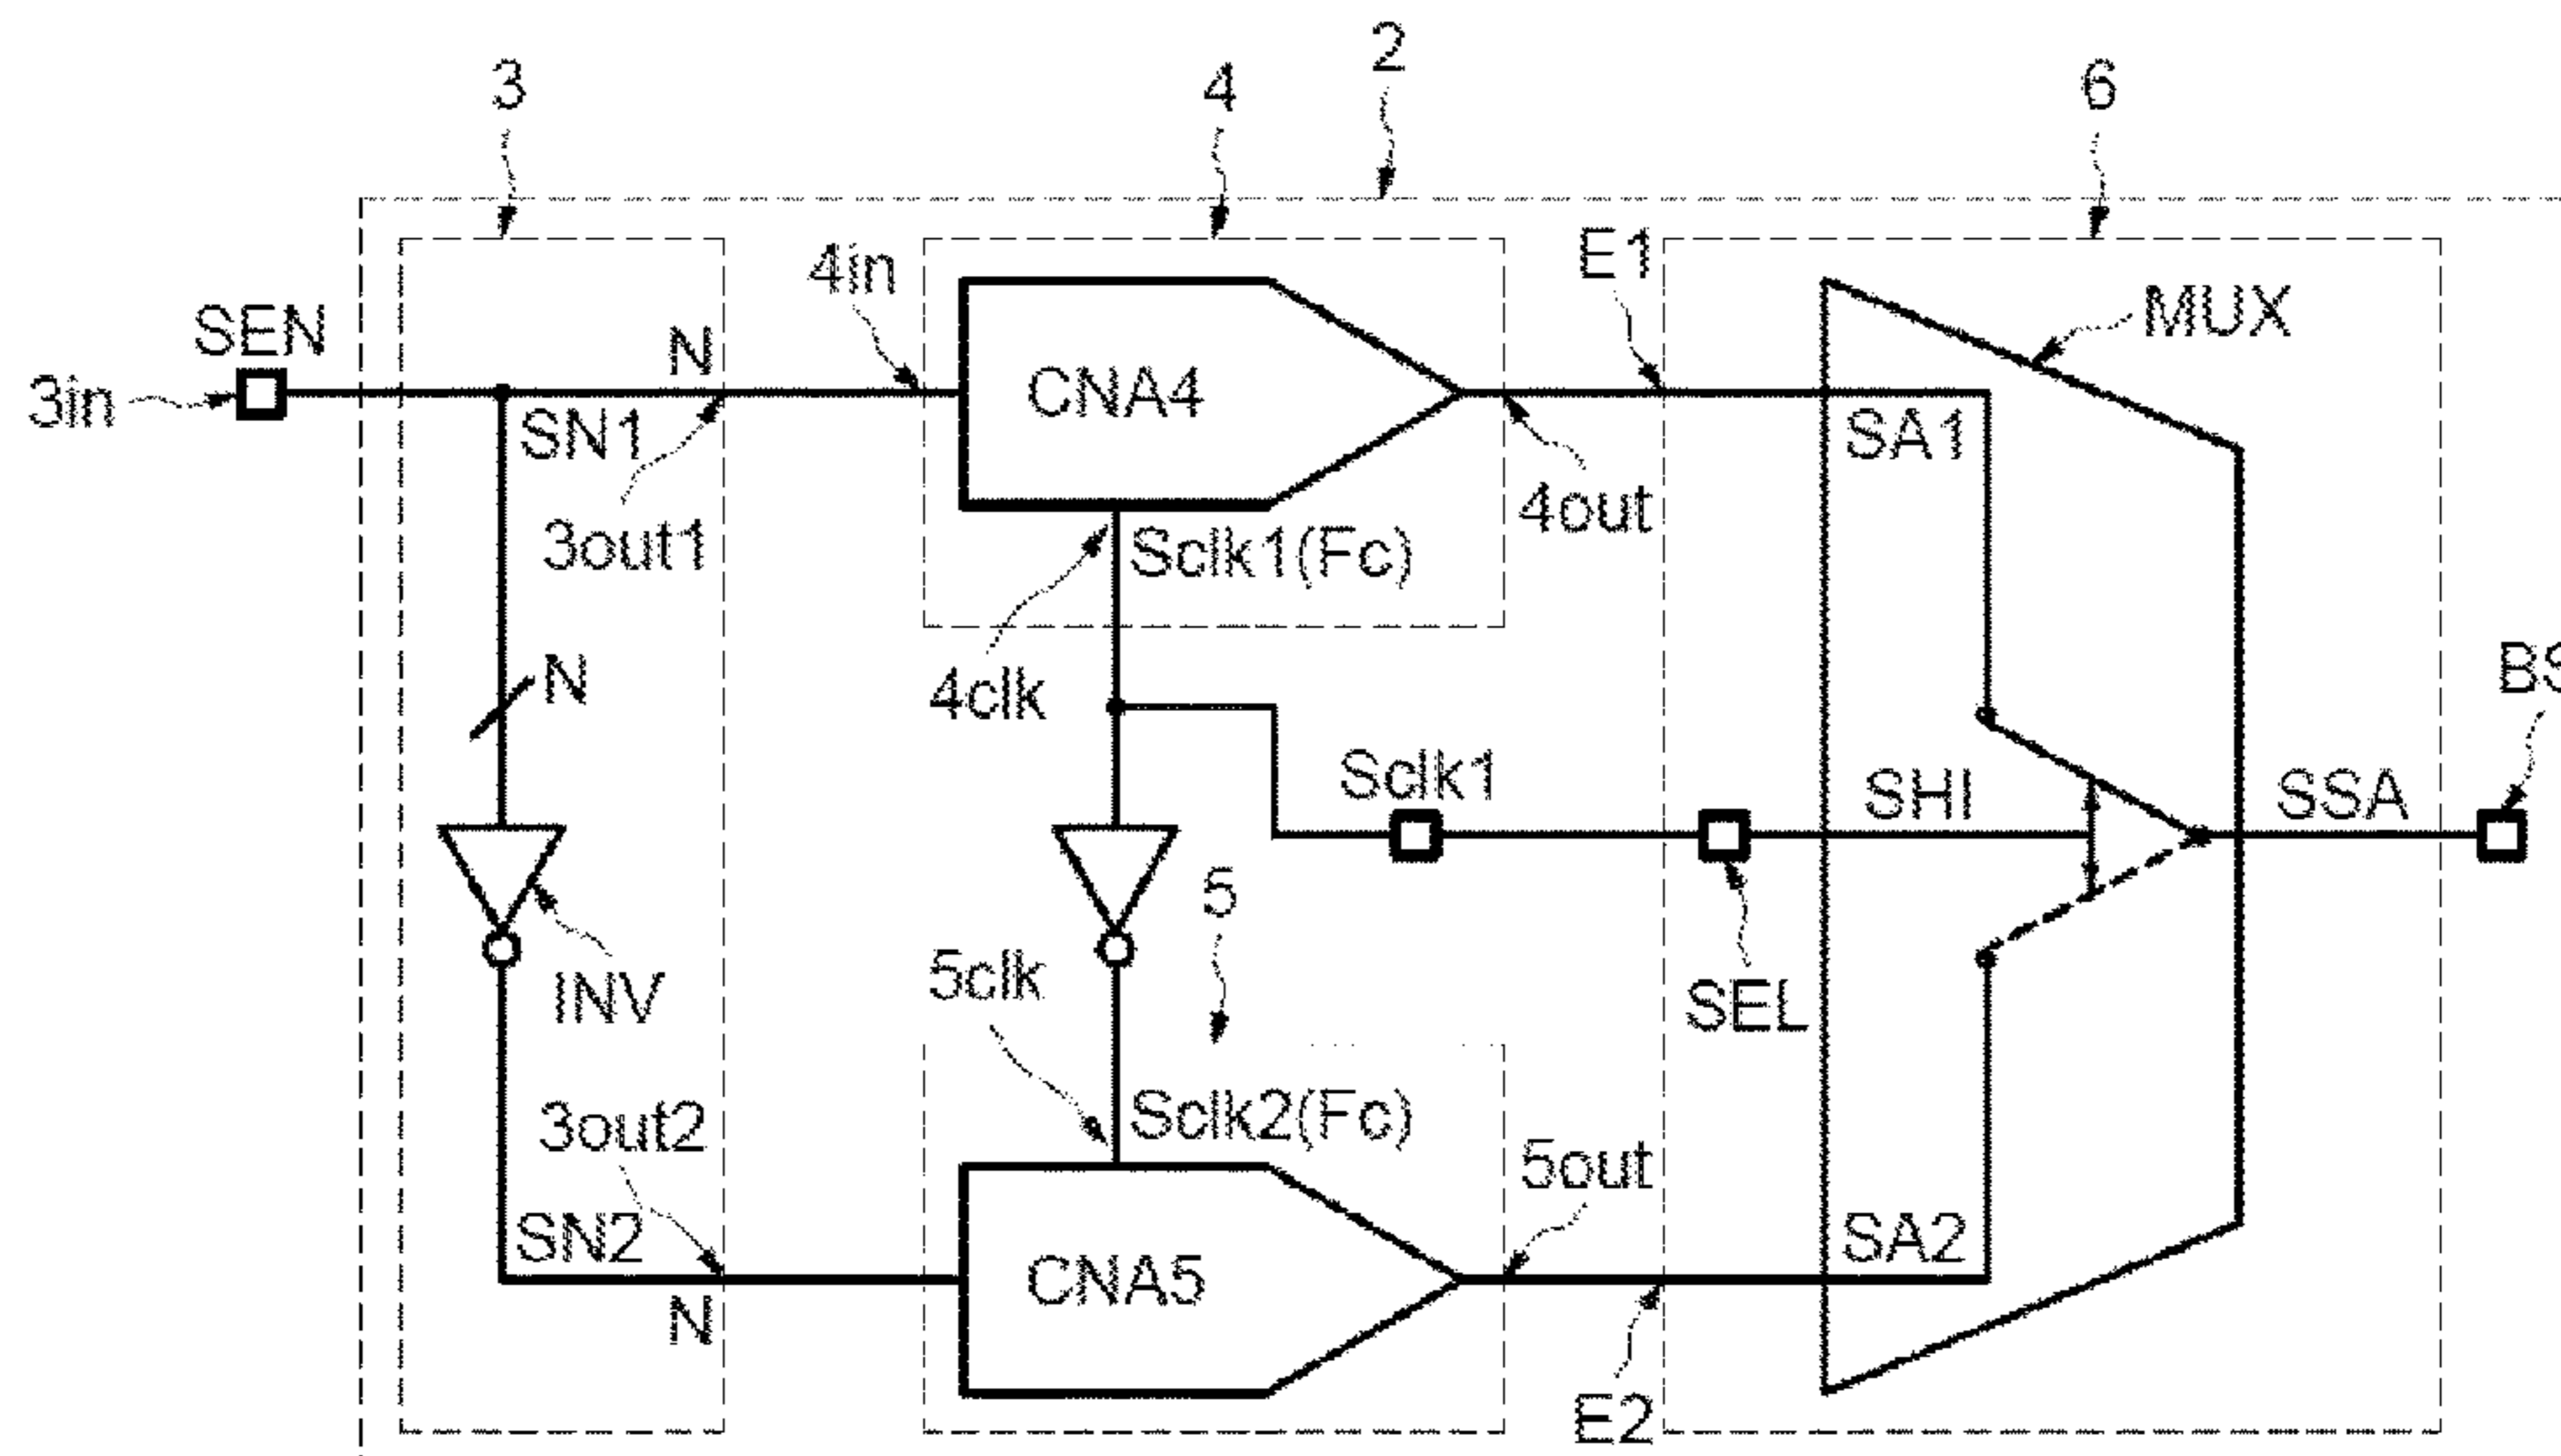 2
3
4
6
E1
4in
MUX
SEN
N
3in
CNA4
SN1
SA1
4out
3out1
Sclk1(Fc)
N
4clk
BS
Sclk1
SHI
SSA
5
5clk
INV
SEL
3out2
Sclk2(Fc)
5out
SN2
SA2
CNA5
N
E2